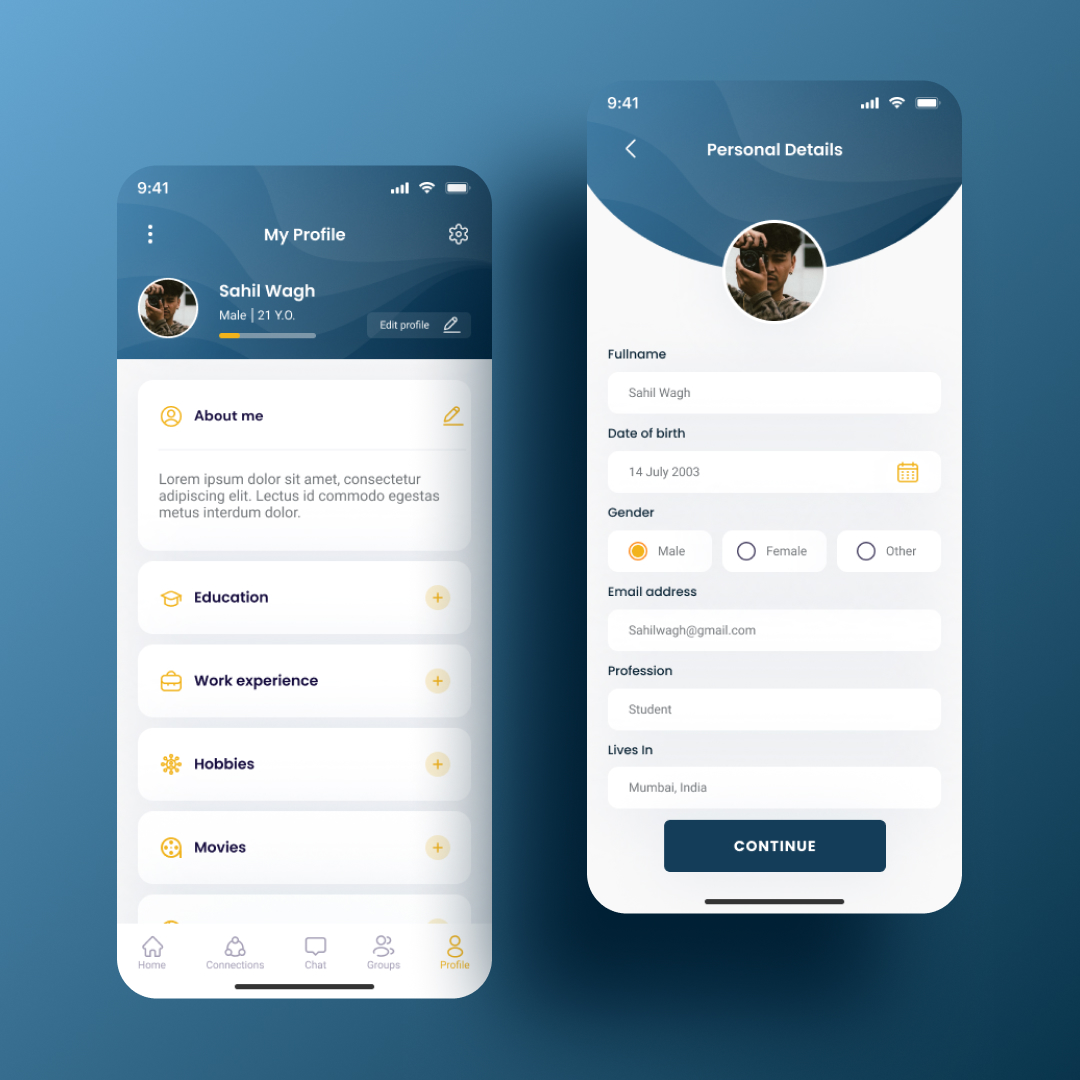 9:41
My Profile
Sahil Wagh
Male | 21 Y.O.
Edit profile
About me
Lorem ipsum dolor sit amet, consectetur
adipiscing elit. Lectus id commodo egestas
metus interdum dolor.
Education
Work experience
Hobbies
Movies
Home
Connections
Chat
Groups
Profile
9:41
Personal Details
Fullname
Sahil Wagh
Date of birth
14 July 2003
Gender
Male
Female
Other
Email address
Sahilwagh@gmail.com
Profession
Student
Lives In
Mumbai, India
CONTINUE